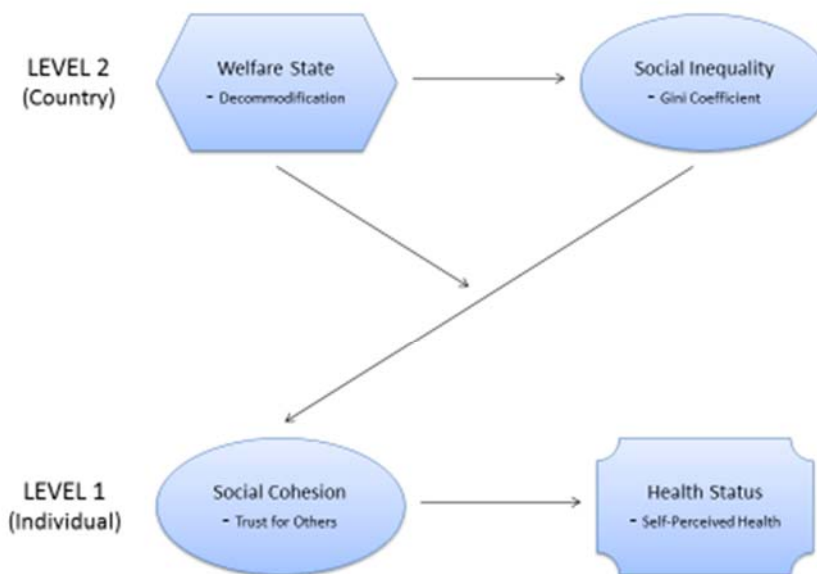 LEVEL 2
(Country)
Welfare State
- Decommodification
Social Inequality
- Gini Coefficient
LEVEL 1
(Individual)
Social Cohesion
- Trust for Others
Health Status
- Self-Perceived Health